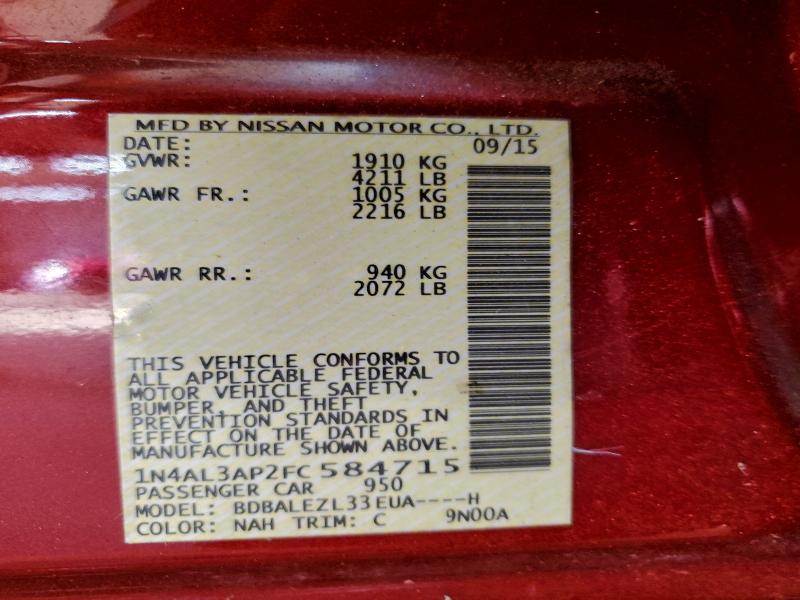 MFD BY NISSAN MOTOR CO., LTD.
DATE: 09/15
GVWR: 1910 KG
4211 LB
GAWR FR.: 1005 KG
2216 LB
GAWR RR.: 940 KG
2072 LB
THIS VEHICLE CONFORMS TO
ALL APPLICABLE FEDERAL
MOTOR VEHICLE SAFETY,
BUMPER, AND THEFT
PREVENTION STANDARDS IN
EFFECT ON THE DATE OF
MANUFACTURE SHOWN ABOVE.
1N4AL3AP2FC584715
PASSENGER CAR 950
MODEL: BDBALEZL33EUA----H
COLOR: NAH TRIM: C 9N00A